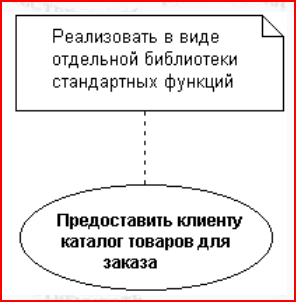 Реализовать в виде
отдельной библиотеки
стандартных функций
Предоставить клиенту
каталог товаров для
заказа